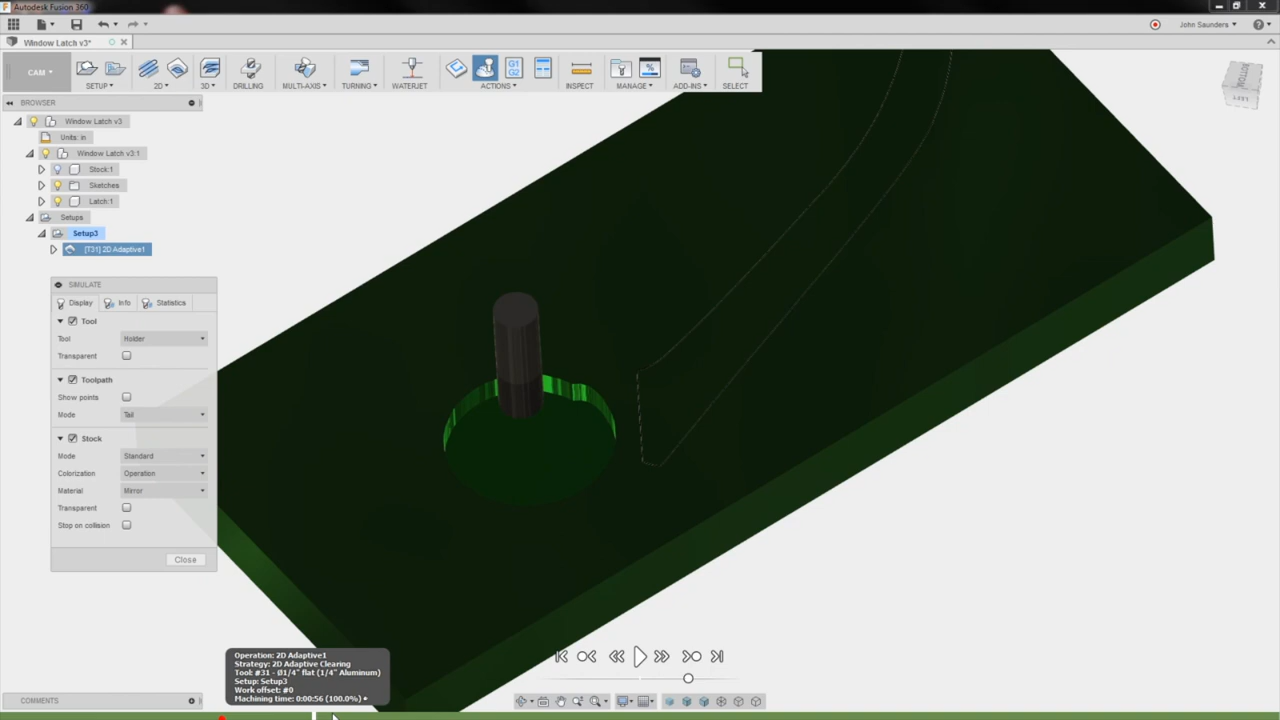 Autodesk Fusion 360
John Saunders
Window Latch v3*
CAM
SETUP
2D
3D
DRILLING
MULTI-AXIS
TURNING
WATERJET
G1
G2
ACTIONS
INSPECT
MANAGE
ADD-INS
SELECT
BOTTOM
LEFT
BROWSER
Window Latch v3
Units: in
Window Latch v3:1
Stock:1
Sketches
Latch:1
Setups
Setup3
[T31] 2D Adaptive1
SIMULATE
Display
Info
Statistics
Tool
Tool
Holder
Transparent
Toolpath
Show points
Mode
Tail
Stock
Mode
Standard
Colorization
Operation
Material
Mirror
Transparent
Stop on collision
Close
Operation: 2D Adaptive1
Strategy: 2D Adaptive Clearing
Tool: #31 - Ø1/4" flat (1/4" Aluminum)
Setup: Setup3
Work offset: #0
Machining time: 0:00:56 (100.0%)
COMMENTS